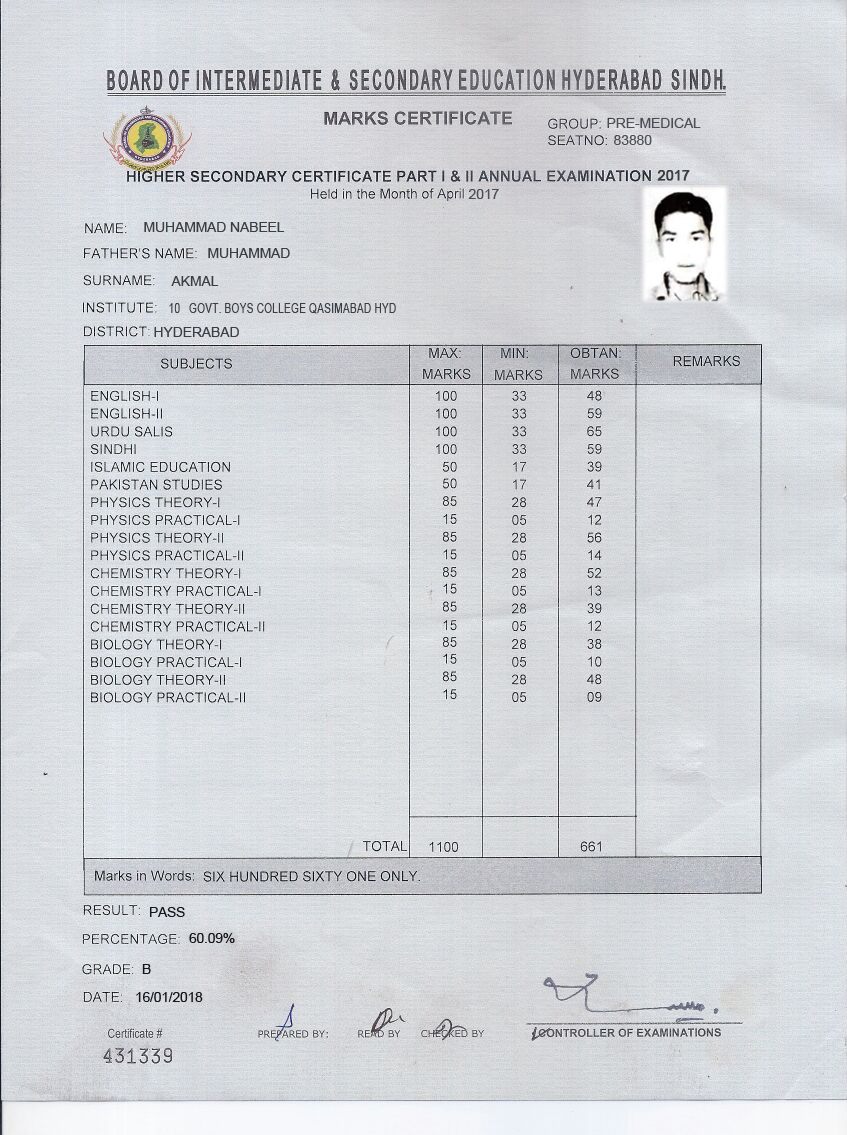 BOARD OF INTERMEDIATE & SECONDARY EDUCATION HYDERABAD SINDH.
MARKS CERTIFICATE
GROUP: PRE-MEDICAL
SEATNO: 83880
HIGHER SECONDARY CERTIFICATE PART I & II ANNUAL EXAMINATION 2017
Held in the Month of April 2017
NAME: MUHAMMAD NABEEL
FATHER'S NAME: MUHAMMAD
SURNAME: AKMAL
INSTITUTE: 10 GOVT. BOYS COLLEGE QASIMABAD HYD
DISTRICT: HYDERABAD
SUBJECTS MAX: MARKS MIN: MARKS OBTAN: MARKS REMARKS
ENGLISH-I 100 33 48
ENGLISH-II 100 33 59
URDU SALIS 100 33 65
SINDHI 100 33 59
ISLAMIC EDUCATION 50 17 39
PAKISTAN STUDIES 50 17 41
PHYSICS THEORY-I 85 28 47
PHYSICS PRACTICAL-I 15 05 12
PHYSICS THEORY-II 85 28 56
PHYSICS PRACTICAL-II 15 05 14
CHEMISTRY THEORY-I 85 28 52
CHEMISTRY PRACTICAL-I 15 05 13
CHEMISTRY THEORY-II 85 28 39
CHEMISTRY PRACTICAL-II 15 05 12
BIOLOGY THEORY-I 85 28 38
BIOLOGY PRACTICAL-I 15 05 10
BIOLOGY THEORY-II 85 28 48
BIOLOGY PRACTICAL-II 15 05 09
TOTAL 1100 661
Marks in Words: SIX HUNDRED SIXTY ONE ONLY.
RESULT: PASS
PERCENTAGE: 60.09%
GRADE: B
DATE: 16/01/2018
Certificate # PREPARED BY: READ BY CHECKED BY CONTROLLER OF EXAMINATIONS
431339